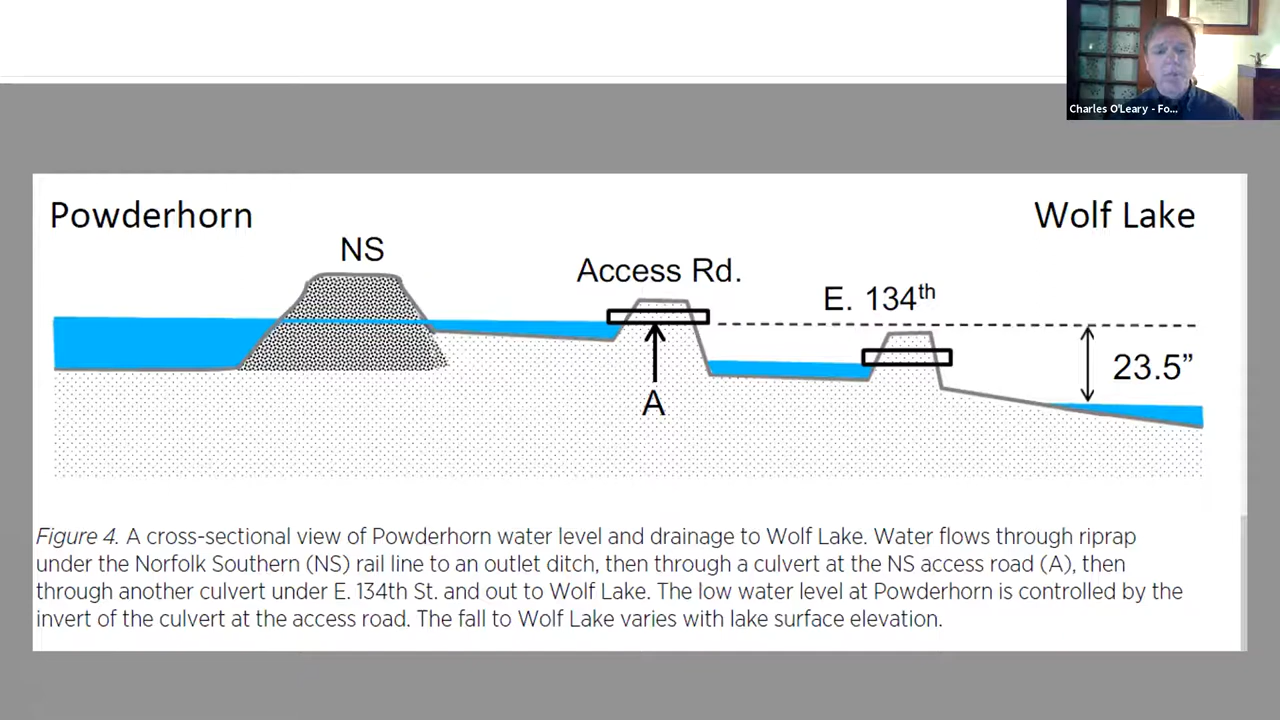 Charles O'Leary - Fo...
Powderhorn
Wolf Lake
NS
Access Rd.
E. 134th
23.5”
A
Figure 4. A cross-sectional view of Powderhorn water level and drainage to Wolf Lake. Water flows through riprap
under the Norfolk Southern (NS) rail line to an outlet ditch, then through a culvert at the NS access road (A), then
through another culvert under E. 134th St. and out to Wolf Lake. The low water level at Powderhorn is controlled by the
invert of the culvert at the access road. The fall to Wolf Lake varies with lake surface elevation.